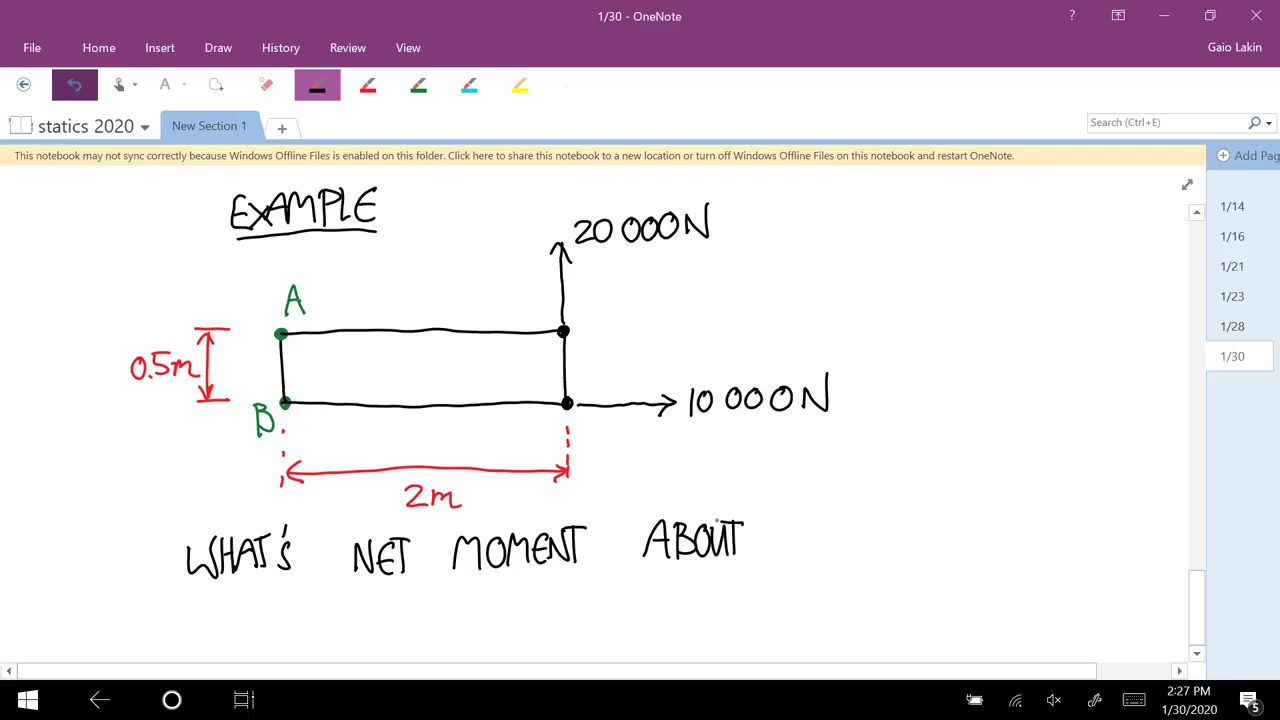 1/30 - OneNote
?
File Home Insert Draw History Review View Gaio Lakin
A A
statics 2020 New Section 1 + Search (Ctrl+E)
This notebook may not sync correctly because Windows Offline Files is enabled on this folder. Click here to share this notebook to a new location or turn off Windows Offline Files on this notebook and restart OneNote.
Add Pag
1/14
1/16
1/21
1/23
1/28
1/30
EXAMPLE
20 000N
A
0.5m
10 000N
B
2m
WHAT'S NET MOMENT ABOUT
2:27 PM
1/30/2020
5